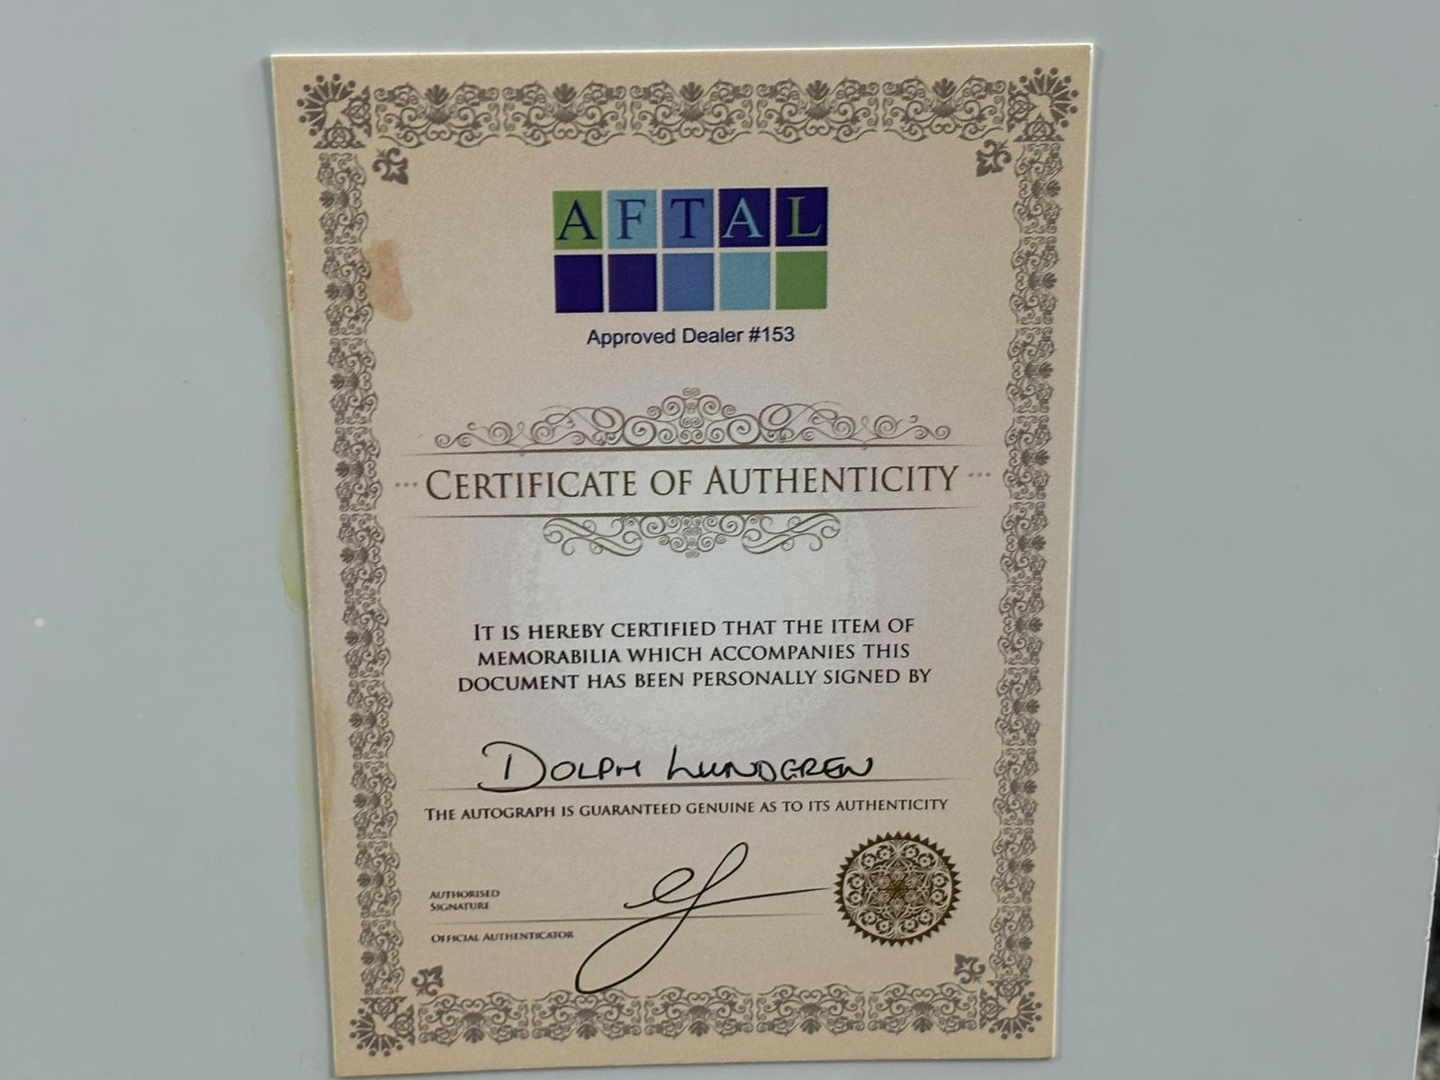 AFTAL
Approved Dealer #153
CERTIFICATE OF AUTHENTICITY
IT IS HEREBY CERTIFIED THAT THE ITEM OF
MEMORABILIA WHICH ACCOMPANIES THIS
DOCUMENT HAS BEEN PERSONALLY SIGNED BY
DOLPH LUNDGREN
THE AUTOGRAPH IS GUARANTEED GENUINE AS TO ITS AUTHENTICITY
AUTHORISED
SIGNATURE
OFFICIAL AUTHENTICATOR